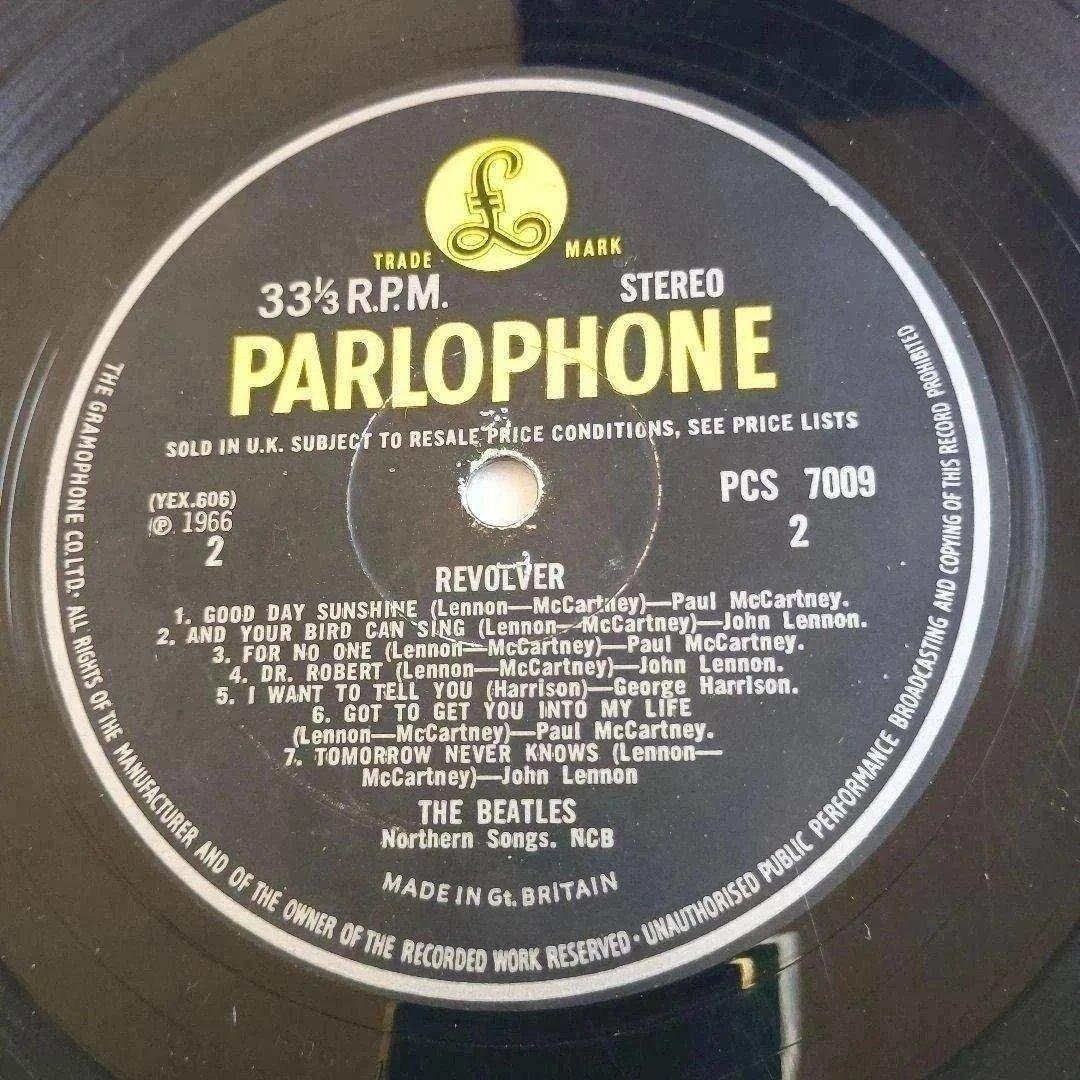 £
TRADE MARK
33⅓ R.P.M. STEREO
PARLOPHONE
SOLD IN U.K. SUBJECT TO RESALE PRICE CONDITIONS, SEE PRICE LISTS
(YEX.606) PCS 7009
℗ 1966
2 2
REVOLVER
1. GOOD DAY SUNSHINE (Lennon—McCartney)—Paul McCartney.
2. AND YOUR BIRD CAN SING (Lennon—McCartney)—John Lennon.
3. FOR NO ONE (Lennon—McCartney)—Paul McCartney.
4. DR. ROBERT (Lennon—McCartney)—John Lennon.
5. I WANT TO TELL YOU (Harrison)—George Harrison.
6. GOT TO GET YOU INTO MY LIFE
(Lennon—McCartney)—Paul McCartney.
7. TOMORROW NEVER KNOWS (Lennon—
McCartney)—John Lennon
THE BEATLES
Northern Songs. NCB
MADE IN Gt. BRITAIN
THE GRAMOPHONE CO. LTD. ALL RIGHTS OF THE MANUFACTURER AND OF THE OWNER OF THE RECORDED WORK RESERVED · UNAUTHORISED PUBLIC PERFORMANCE BROADCASTING AND COPYING OF THIS RECORD PROHIBITED